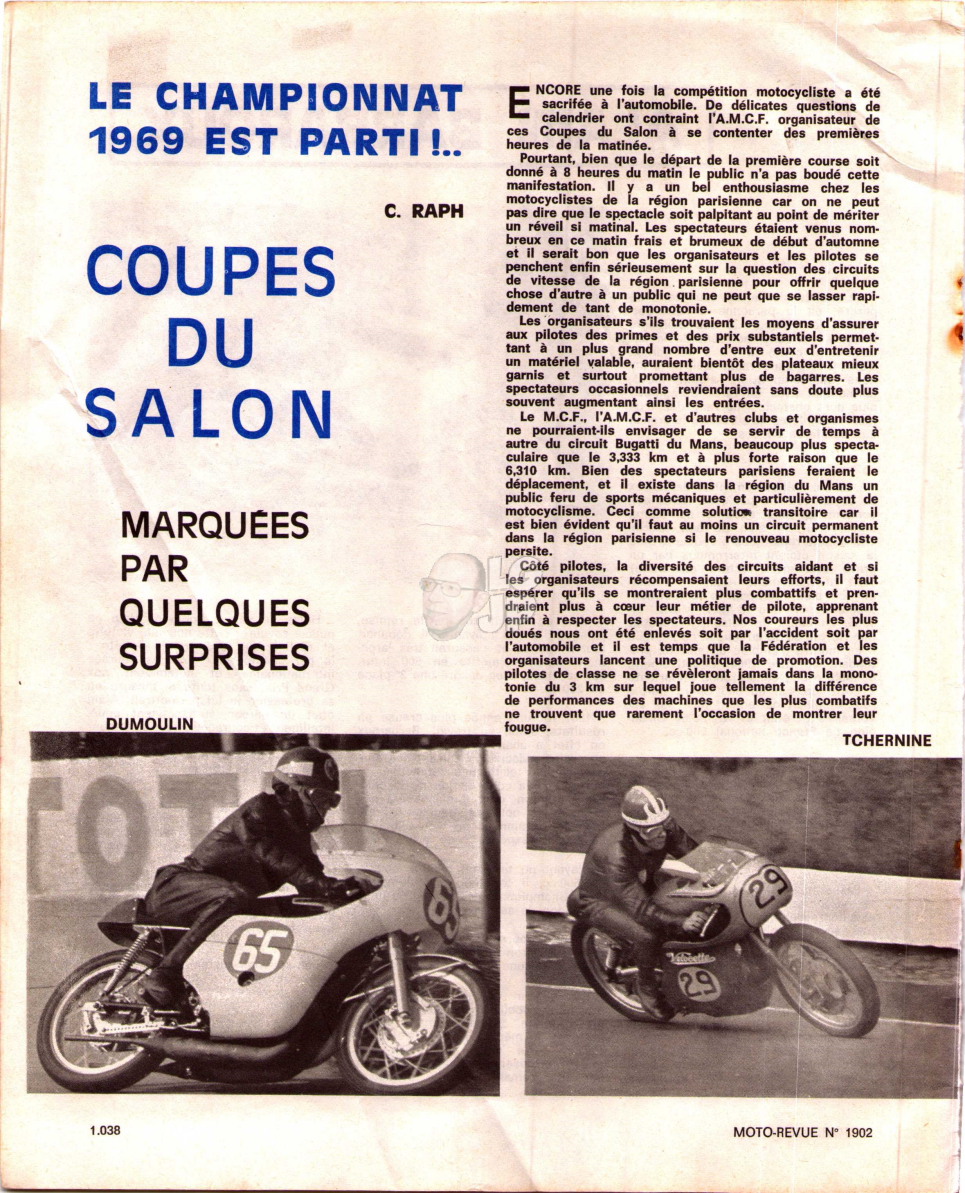 LE CHAMPIONNAT
1969 EST PARTI !..
C. RAPH
COUPES
DU
SALON
MARQUÉES
PAR
QUELQUES
SURPRISES
ENCORE une fois la compétition motocycliste a été
sacrifée à l'automobile. De délicates questions de
calendrier ont contraint l'A.M.C.F. organisateur de
ces Coupes du Salon à se contenter des premières
heures de la matinée.
Pourtant, bien que le départ de la première course soit
donné à 8 heures du matin le public n'a pas boudé cette
manifestation. Il y a un bel enthousiasme chez les
motocyclistes de la région parisienne car on ne peut
pas dire que le spectacle soit palpitant au point de mériter
un réveil si matinal. Les spectateurs étaient venus nom-
breux en ce matin frais et brumeux de début d'automne
et il serait bon que les organisateurs et les pilotes se
penchent enfin sérieusement sur la question des circuits
de vitesse de la région parisienne pour offrir quelque
chose d'autre à un public qui ne peut que se lasser rapi-
dement de tant de monotonie.
Les organisateurs s'ils trouvaient les moyens d'assurer
aux pilotes des primes et des prix substantiels permet-
tant à un plus grand nombre d'entre eux d'entretenir
un matériel valable, auraient bientôt des plateaux mieux
garnis et surtout promettant plus de bagarres. Les
spectateurs occasionnels reviendraient sans doute plus
souvent augmentant ainsi les entrées.
Le M.C.F., l'A.M.C.F. et d'autres clubs et organismes
ne pourraient-ils envisager de se servir de temps à
autre du circuit Bugatti du Mans, beaucoup plus specta-
culaire que le 3,333 km et à plus forte raison que le
6,310 km. Bien des spectateurs parisiens feraient le
déplacement, et il existe dans la région du Mans un
public feru de sports mécaniques et particulièrement de
motocyclisme. Ceci comme solution transitoire car il
est bien évident qu'il faut au moins un circuit permanent
dans la région parisienne si le renouveau motocycliste
persite.
Côté pilotes, la diversité des circuits aidant et si
les organisateurs récompensaient leurs efforts, il faut
espérer qu'ils se montreraient plus combattifs et pren-
draient plus à cœur leur métier de pilote, apprenant
enfin à respecter les spectateurs. Nos coureurs les plus
doués nous ont été enlevés soit par l'accident soit par
l'automobile et il est temps que la Fédération et les
organisateurs lancent une politique de promotion. Des
pilotes de classe ne se révèleront jamais dans la mono-
tonie du 3 km sur lequel joue tellement la différence
de performances des machines que les plus combatifs
ne trouvent que rarement l'occasion de montrer leur
fougue.
DUMOULIN
TCHERNINE
TOT
65
65
29
Velocette
29
1.038
MOTO-REVUE N° 1902